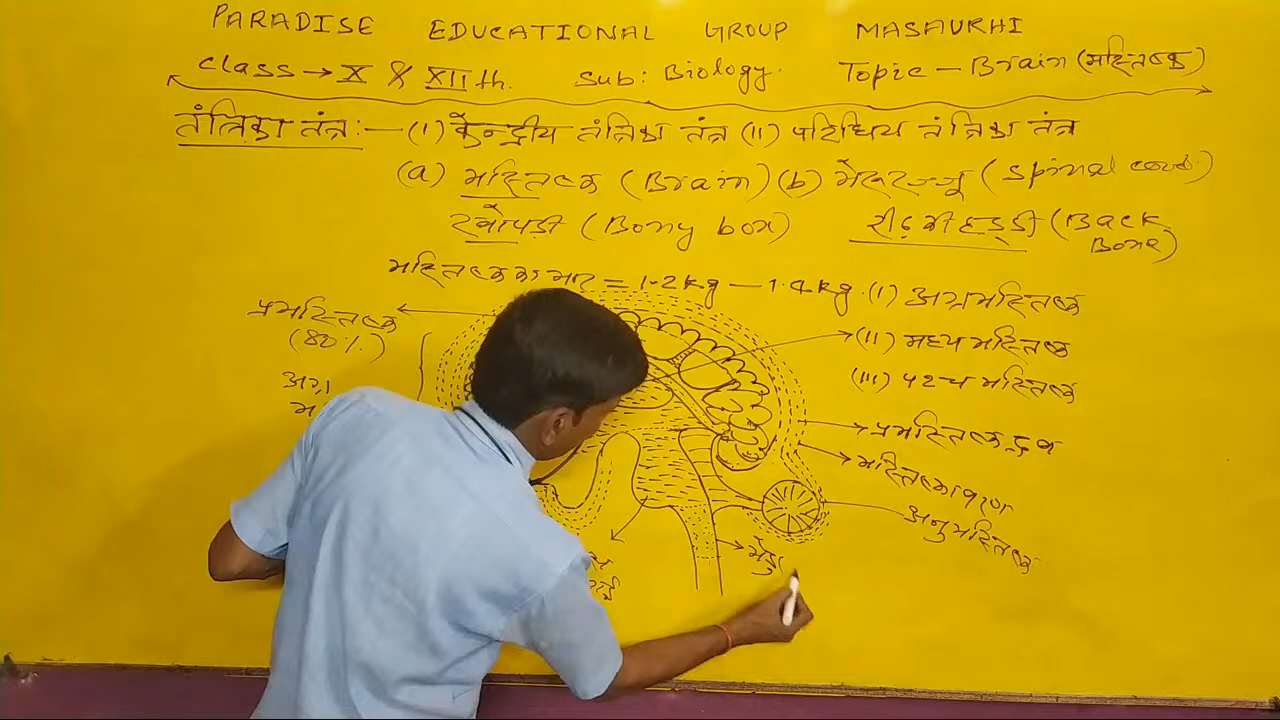 PARADISE EDUCATIONAL GROUP MASAURHI
Class → X & XIIth. Sub: Biology. Topic - Brain (मस्तिष्क)
तंत्रिका तंत्र :- (I) केन्द्रीय तंत्रिका तंत्र (II) परिधिय तंत्रिका तंत्र
(a) मस्तिष्क (Brain) (b) मेरूरज्जू (Spinal cord)
खोपड़ी (Bony box) रीढ़ की हड्डी (Back Bone)
मस्तिष्क का भार = 1.2kg - 1.4kg. (I) अग्रमस्तिष्क
प्रमस्तिष्क
(80%)
(II) मध्य मस्तिष्क
(III) पश्च मस्तिष्क
अग्र
प्रमस्तिष्क द्रव
मस्तिष्कावरण
अनुमस्तिष्क
मेरू